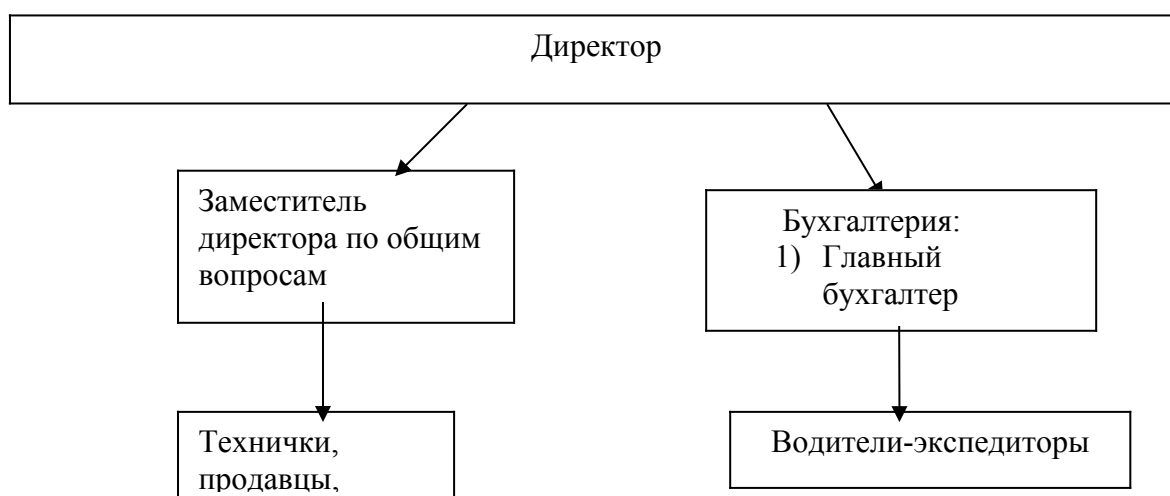 Директор
Заместитель
директора по общим
вопросам
Бухгалтерия:
1) Главный
бухгалтер
Технички,
продавцы,
Водители-экспедиторы